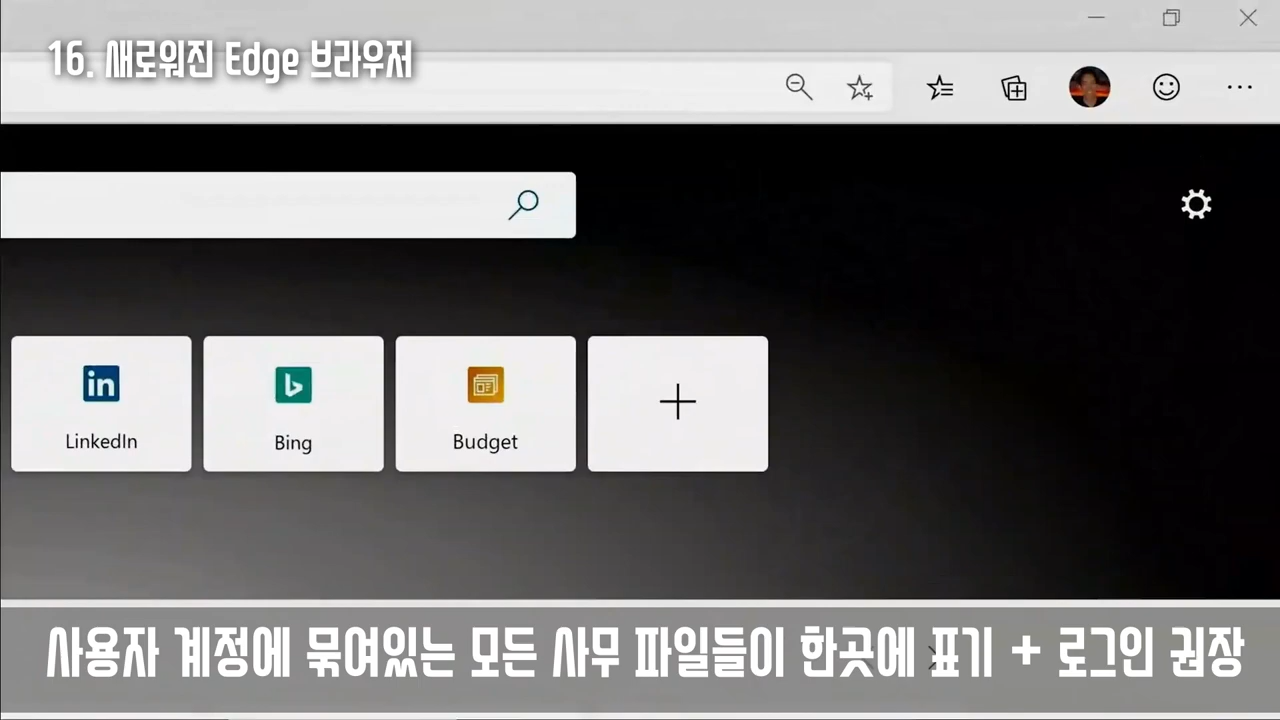 16. 새로워진 Edge 브라우저
in
LinkedIn
Bing
Budget
사용자 계정에 묶여있는 모든 사무 파일들이 한곳에 표기 + 로그인 권장